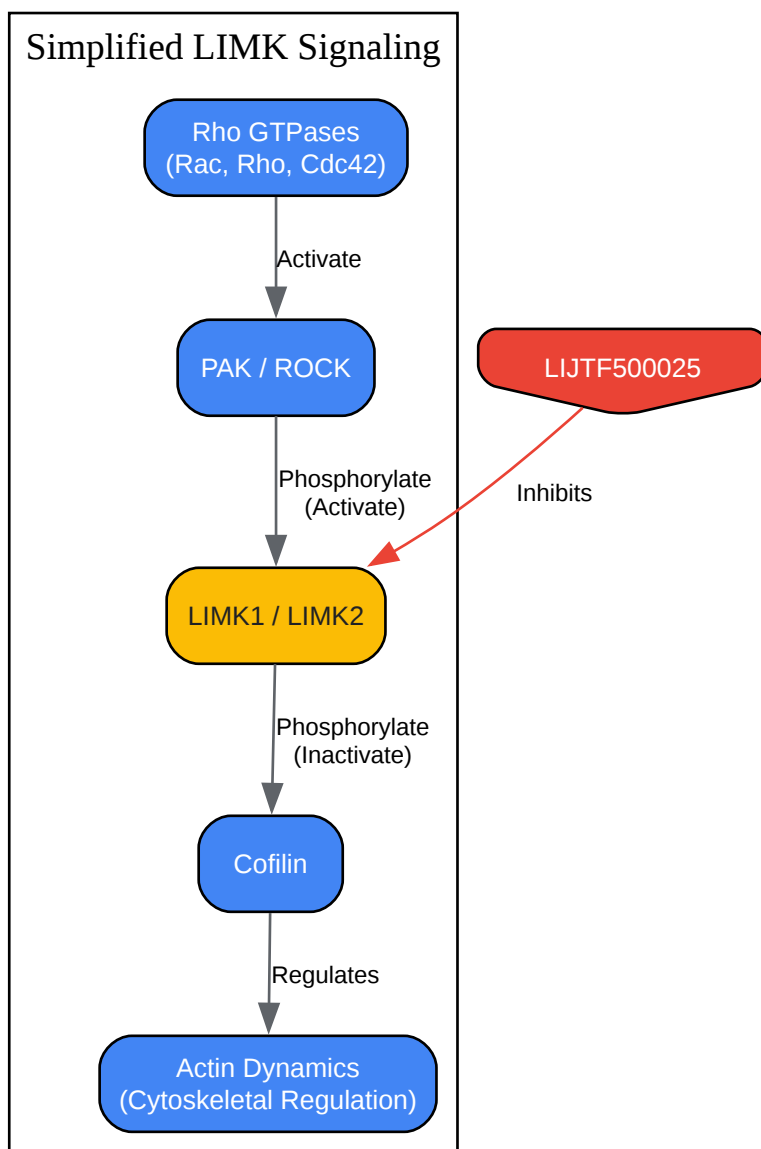 Simplified LIMK Signaling
Rho GTPases
(Rac, Rho, Cdc42)
Activate
PAK / ROCK
LIJTF500025
Phosphorylate
(Activate)
Inhibits
LIMK1 / LIMK2
Phosphorylate
(Inactivate)
Cofilin
Regulates
Actin Dynamics
(Cytoskeletal Regulation)